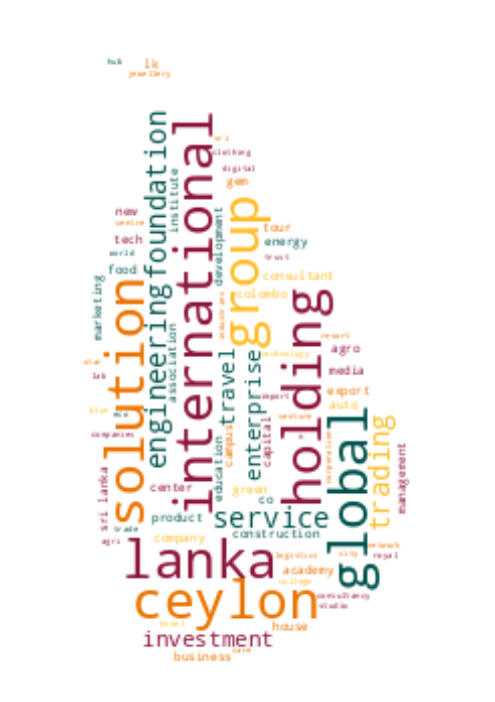 hub
lk
jewellery
international
foundation
sri
clothing
digital
institute
gem
group
new
centre
tour
tech
energy
development
world
trust
food
consultant
marketing
solution
engineering
colombo
holding
industries
association
resort
travel
enterprise
technology
agro
star
media
lab
import
export
auto
blue
the
venture
global
trading
companies
campus
capital
corporation
education
management
sri lanka
center
green
co
product
service
trade
construction
agri
company
lanka
network
logistics
city
royal
academy
ceylon
college
consultancy
studio
hotel
house
investment
care
business